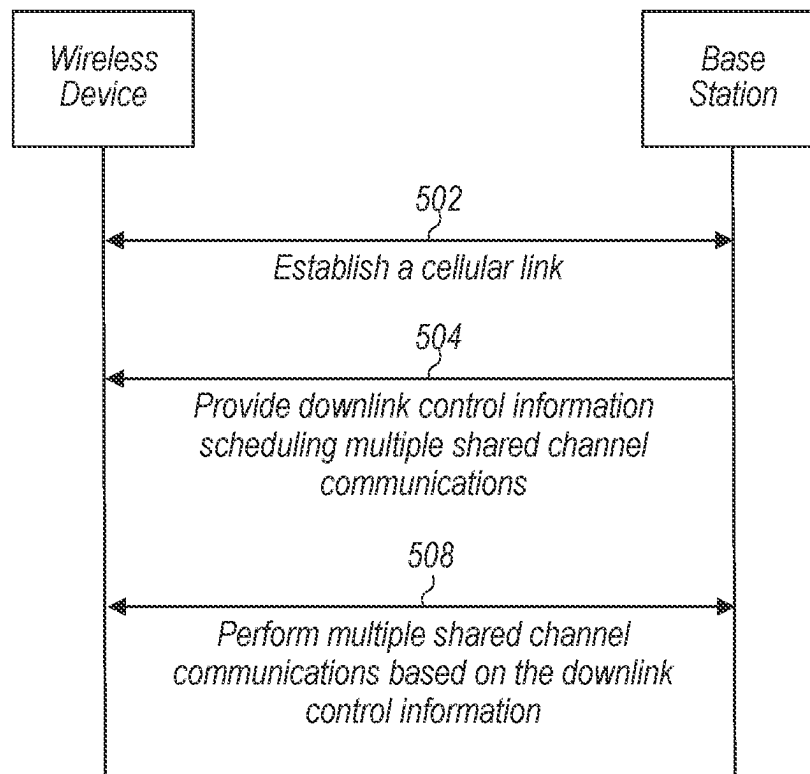 Wireless
Device
Base
Station
502
Establish a cellular link
504
Provide downlink control information
scheduling multiple shared channel
communications
508
Perform multiple shared channel
communications based on the downlink
control information